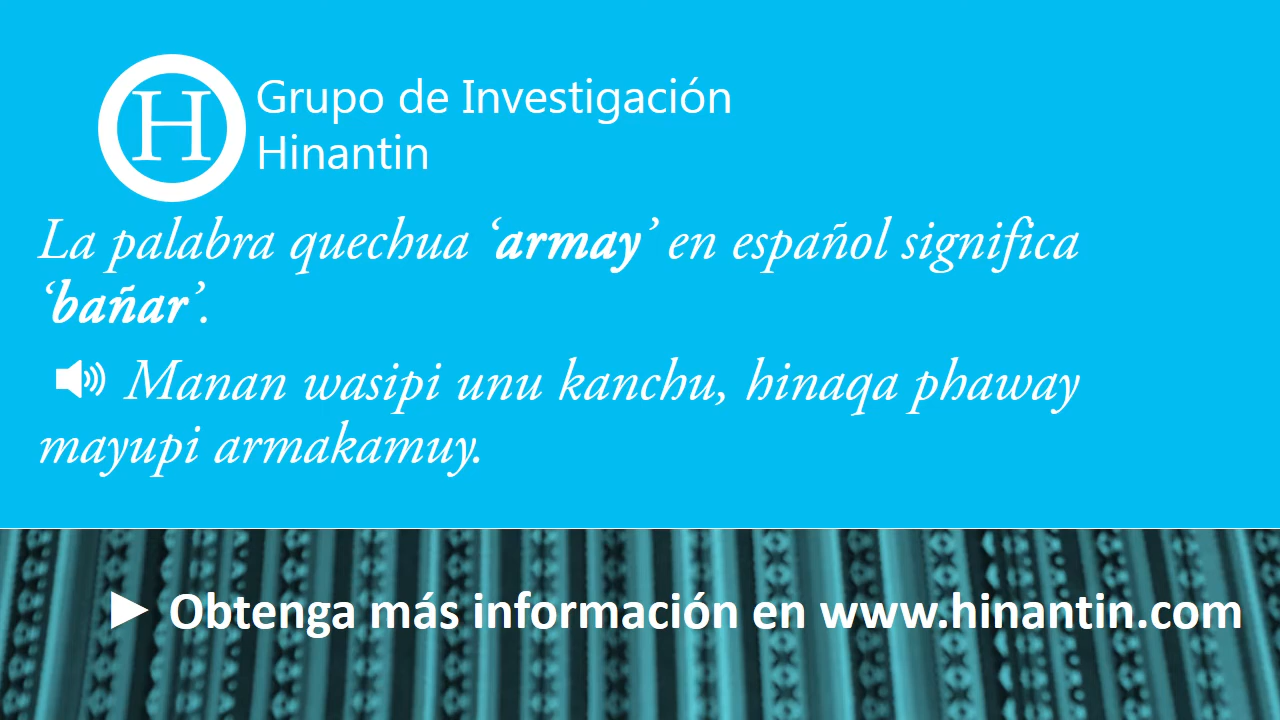 H
Grupo de Investigación
Hinantin
La palabra quechua ‘armay’ en español significa
‘bañar’.
Manan wasipi unu kanchu, hinaqa phaway
mayupi armakamuy.
Obtenga más información en www.hinantin.com